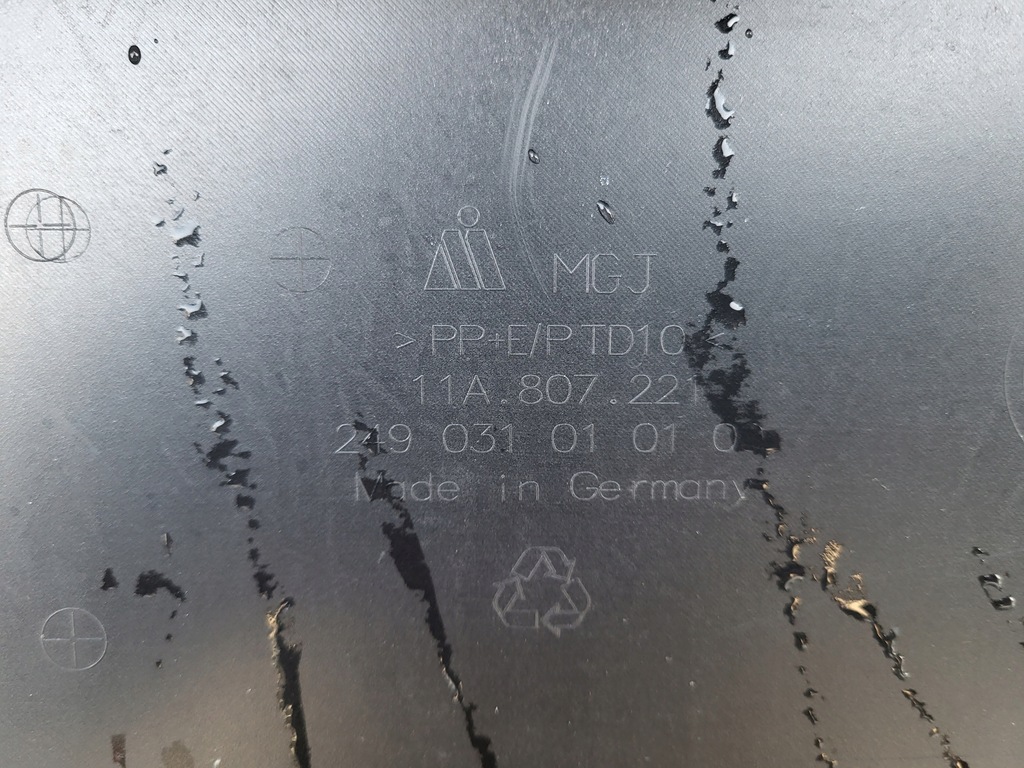 MGJ
>PP+E/P TD10<
11A.807.221
249 031 01 01 0
Made in Germany